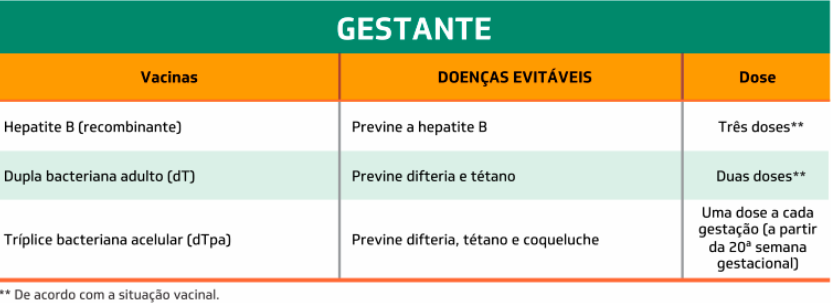 GESTANTE
Vacinas DOENÇAS EVITÁVEIS Dose
Hepatite B (recombinante) Previne a hepatite B Três doses**
Dupla bacteriana adulto (dT) Previne difteria e tétano Duas doses**
Tríplice bacteriana acelular (dTpa) Previne difteria, tétano e coqueluche
Uma dose a cada
gestação (a partir
da 20ª semana
gestacional)
** De acordo com a situação vacinal.